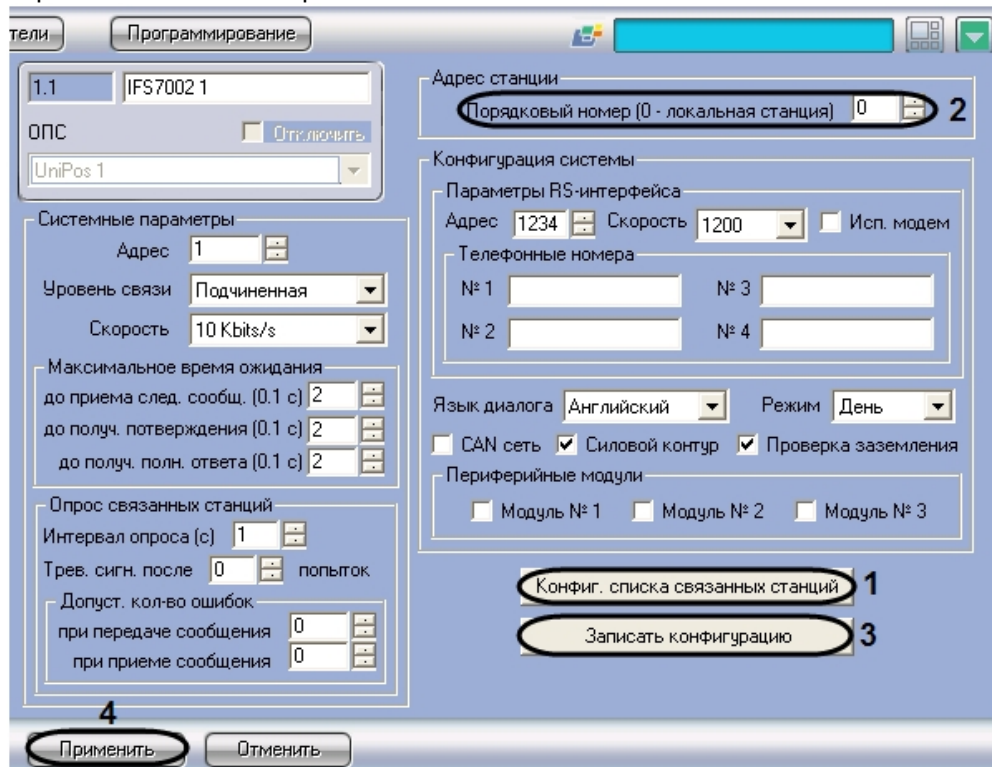 тели
Программирование
1.1
IFS7002 1
ОПС
Отключить
UniPos 1
Системные параметры
Адрес 1
Уровень связи Подчиненная
Скорость 10 Kbits/s
Максимальное время ожидания
до приема след. сообщ. (0.1 с) 2
до получ. потверждения (0.1 с) 2
до получ. полн. ответа (0.1 с) 2
Опрос связанных станций
Интервал опроса (с) 1
Трев. сигн. после 0 попыток
Допуст. кол-во ошибок
при передаче сообщения 0
при приеме сообщения 0
4
Применить
Отменить
Адрес станции
Порядковый номер (0 - локальная станция) 0 2
Конфигурация системы
Параметры RS-интерфейса
Адрес 1234 Скорость 1200 Исп. модем
Телефонные номера
№ 1 № 3
№ 2 № 4
Язык диалога Английский Режим День
CAN сеть Силовой контур Проверка заземления
Периферийные модули
Модуль № 1 Модуль № 2 Модуль № 3
Конфиг. списка связанных станций 1
Записать конфигурацию 3